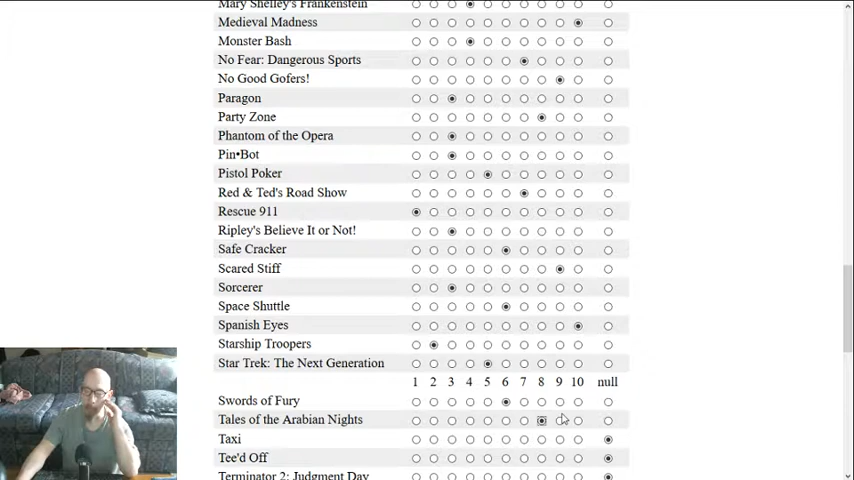 Mary Shelley's Frankenstein
Medieval Madness
Monster Bash
No Fear: Dangerous Sports
No Good Gofers!
Paragon
Party Zone
Phantom of the Opera
Pin•Bot
Pistol Poker
Red & Ted's Road Show
Rescue 911
Ripley's Believe It or Not!
Safe Cracker
Scared Stiff
Sorcerer
Space Shuttle
Spanish Eyes
Starship Troopers
Star Trek: The Next Generation
1 2 3 4 5 6 7 8 9 10 null
Swords of Fury
Tales of the Arabian Nights
Taxi
Tee'd Off
Terminator 2: Judgment Day